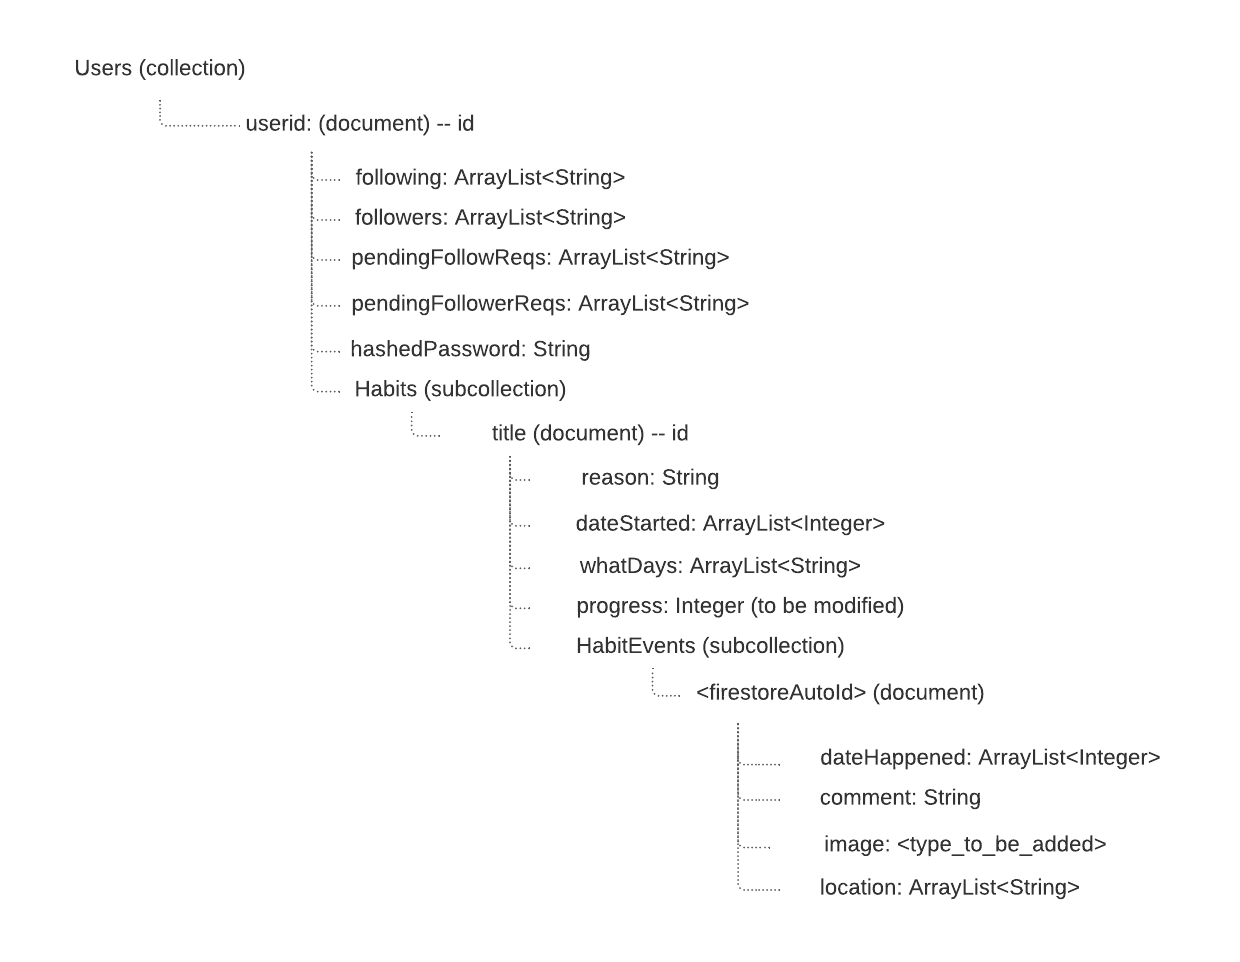 Users (collection)
userid: (document) -- id
following: ArrayList<String>
followers: ArrayList<String>
pendingFollowReqs: ArrayList<String>
pendingFollowerReqs: ArrayList<String>
hashedPassword: String
Habits (subcollection)
title (document) -- id
reason: String
dateStarted: ArrayList<Integer>
whatDays: ArrayList<String>
progress: Integer (to be modified)
HabitEvents (subcollection)
<firestoreAutoId> (document)
dateHappened: ArrayList<Integer>
comment: String
image: <type_to_be_added>
location: ArrayList<String>